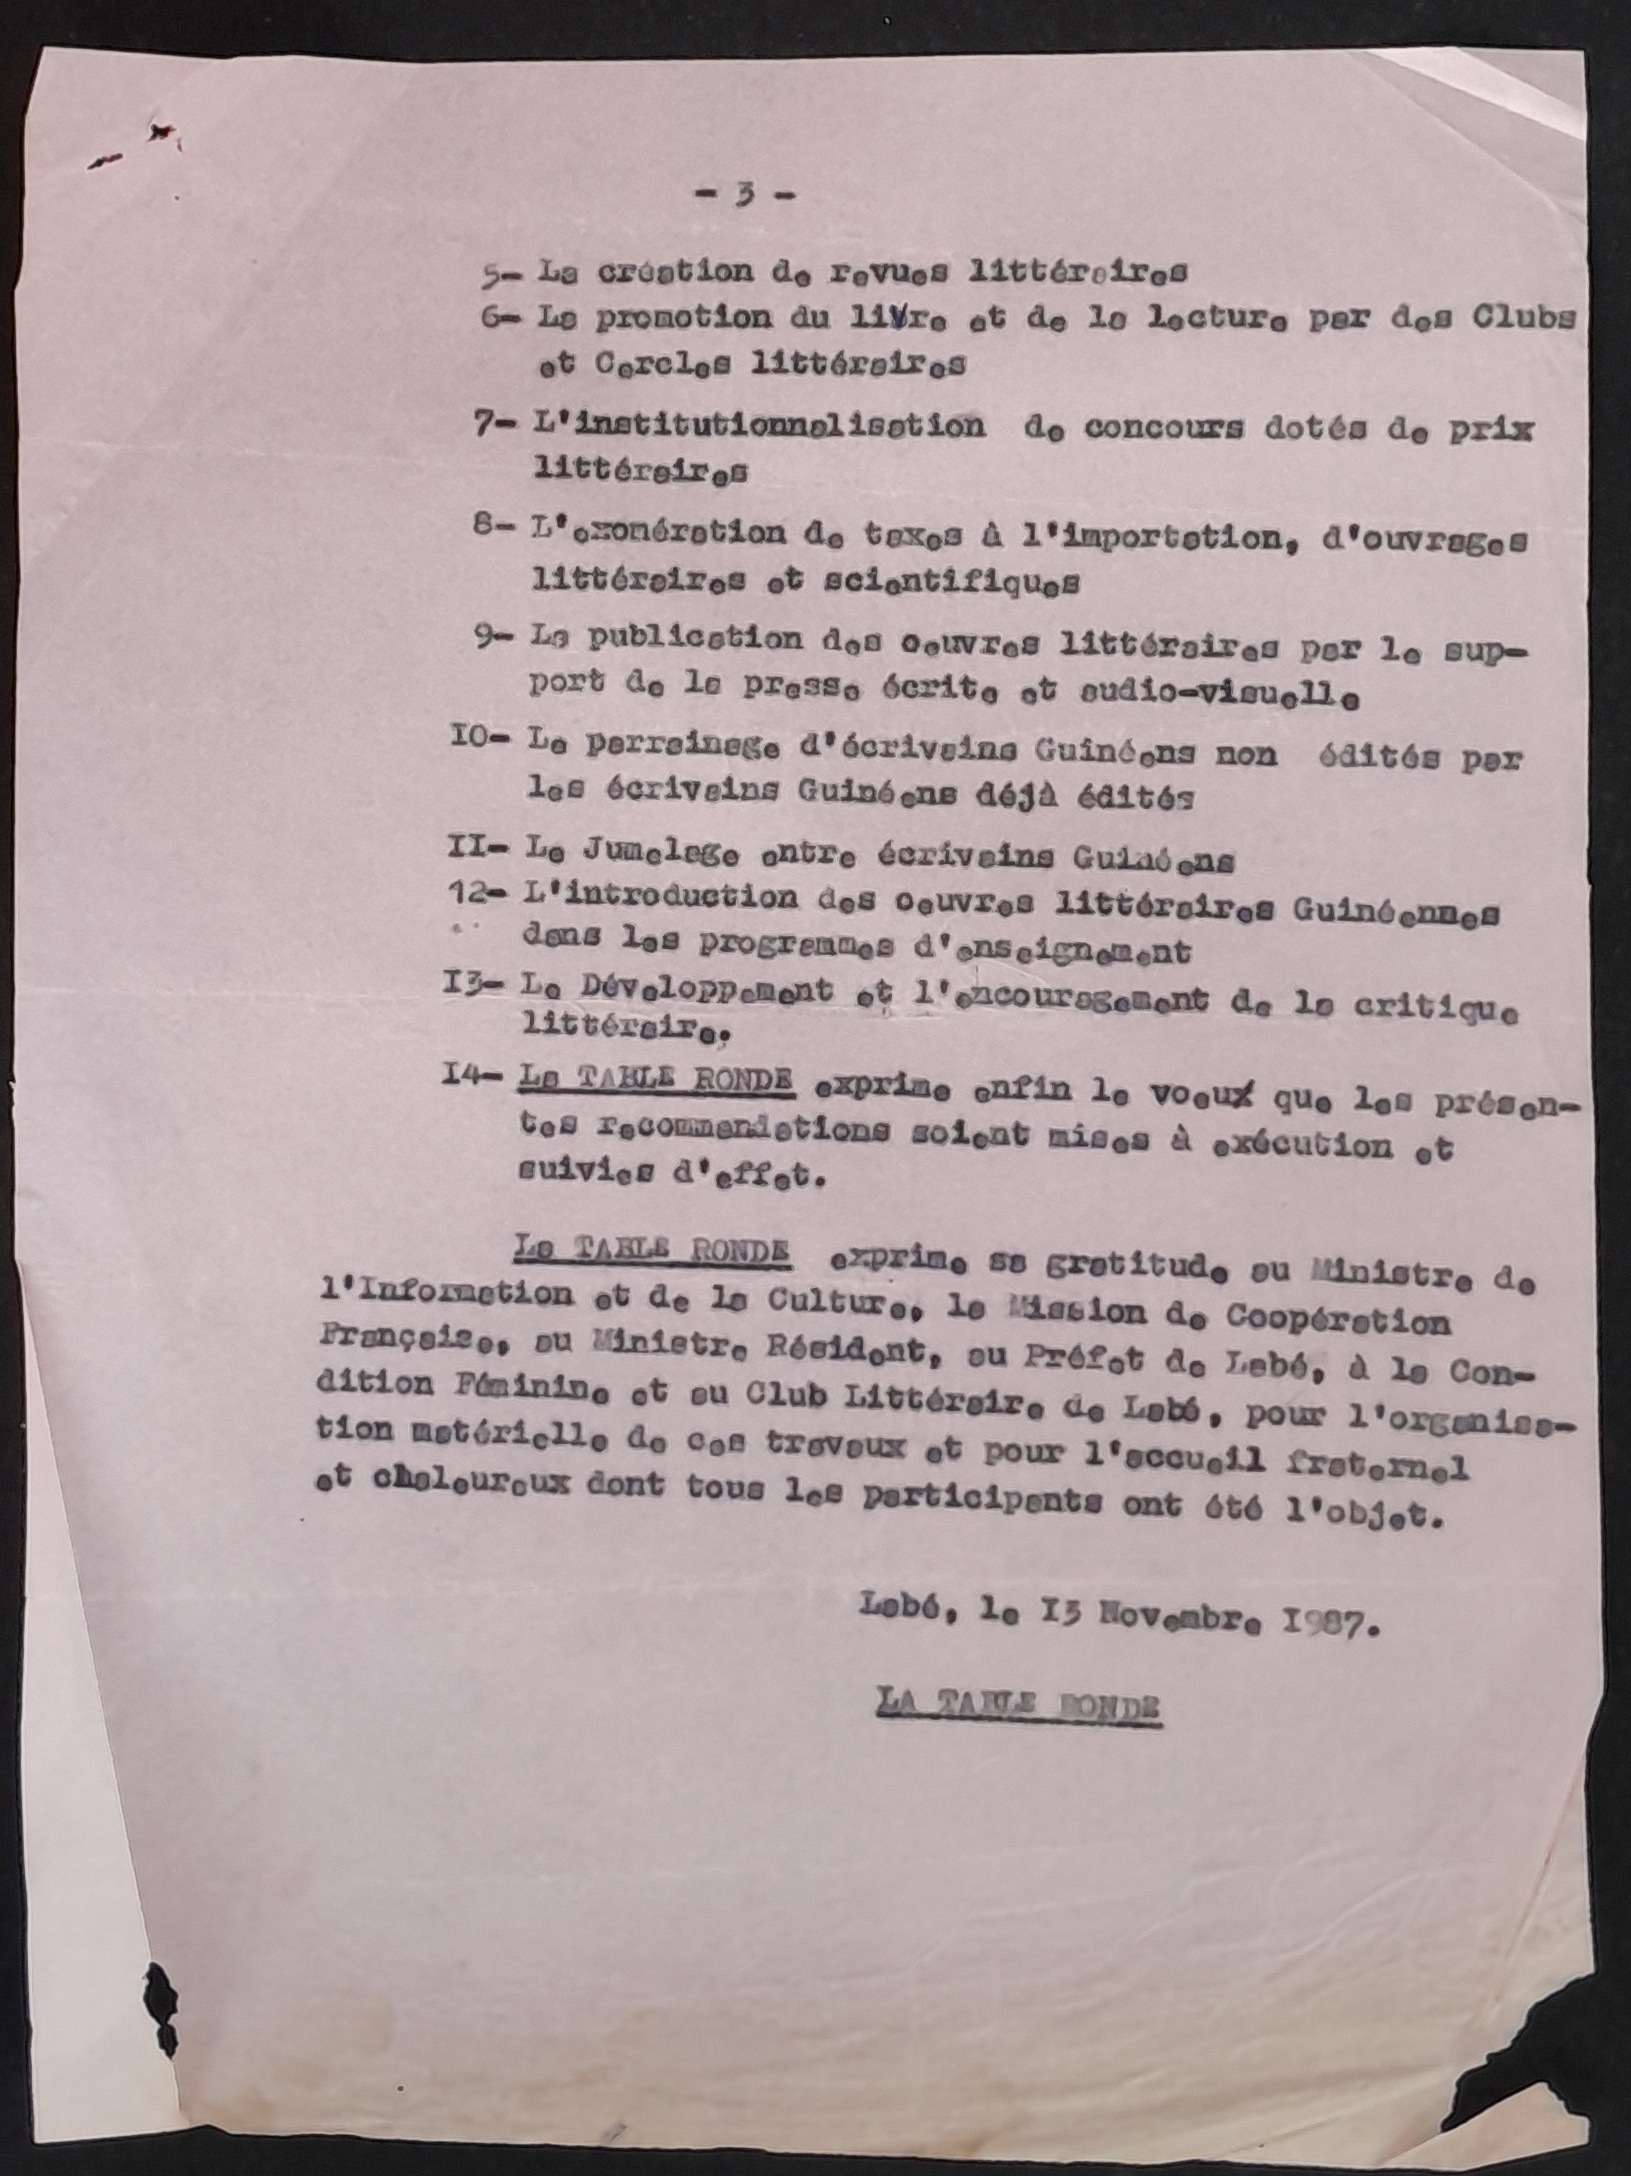 - 3 -
5- La création de revues littéraires
6- La promotion du livre et de la lecture par des Clubs
et Cercles littéraires
7- L'institutionnalisation de concours dotés de prix
littéraires
8- L'exonération de taxes à l'importation, d'ouvrages
littéraires et scientifiques
9- La publication des oeuvres littéraires par le sup-
port de la presse écrite et audio-visuelle
I0- Le parrainage d'écrivains Guinéens non édités par
les écrivains Guinéens déjà édités
II- Le Jumelage entre écrivains Guinéens
12- L'introduction des oeuvres littéraires Guinéennes
dans les programmes d'enseignement
I3- Le Développement et l'encouragement de la critique
littéraire.
I4- La TABLE RONDE exprime enfin le voeux que les présen-
tes recommandations soient mises à exécution et
suivies d'effet.
La TABLE RONDE exprime sa gratitude au Ministre de
l'Information et de la Culture, la Mission de Coopération
Française, au Ministre Résident, au Préfet de Labé, à la Con-
dition Féminine et au Club Littéraire de Labé, pour l'organisa-
tion matérielle de ces travaux et pour l'accueil fraternel
et chaleureux dont tous les participants ont été l'objet.
Labé, le I3 Novembre I987.
LA TABLE RONDE